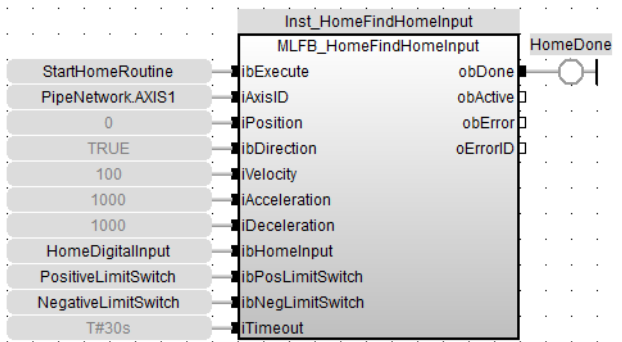 Inst_HomeFindHomeInput
MLFB_HomeFindHomeInput HomeDone
StartHomeRoutine ibExecute obDone
PipeNetwork.AXIS1 iAxisID obActive
0 iPosition obError
TRUE ibDirection oErrorID
100 iVelocity
1000 iAcceleration
1000 iDeceleration
HomeDigitalInput ibHomeInput
PositiveLimitSwitch ibPosLimitSwitch
NegativeLimitSwitch ibNegLimitSwitch
T#30s iTimeout